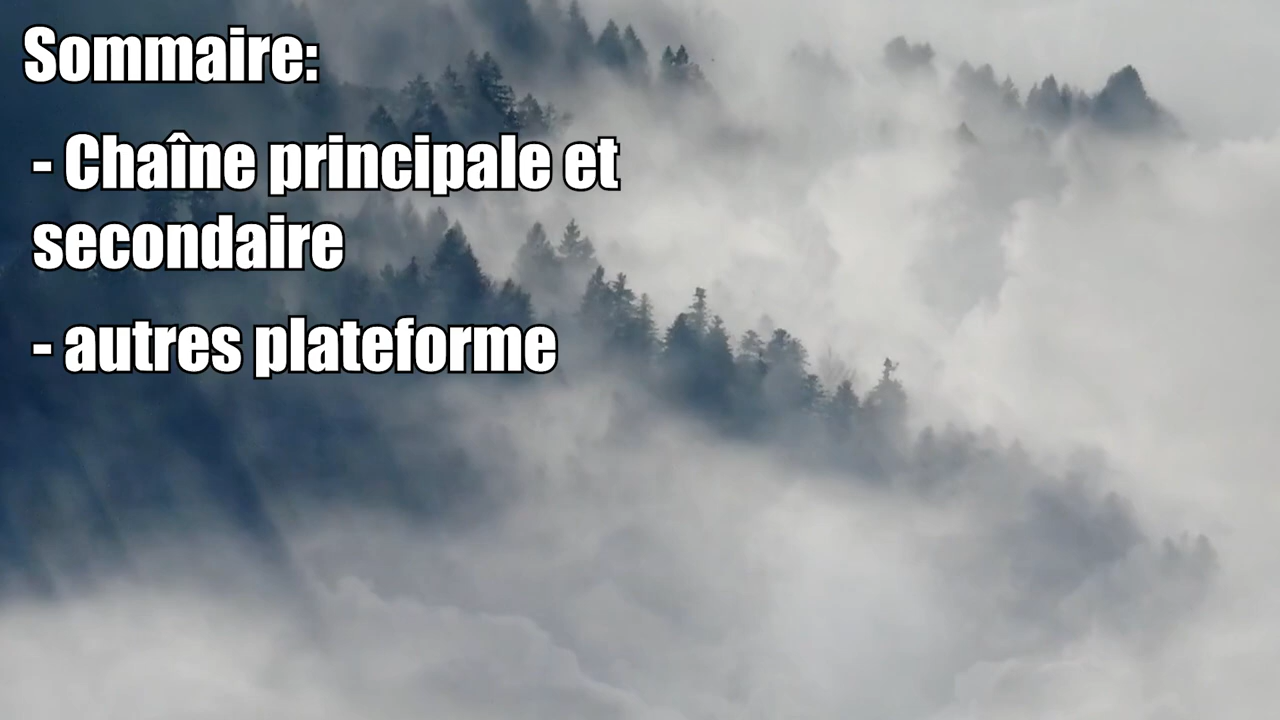 Sommaire:
- Chaîne principale et
secondaire
- autres plateforme